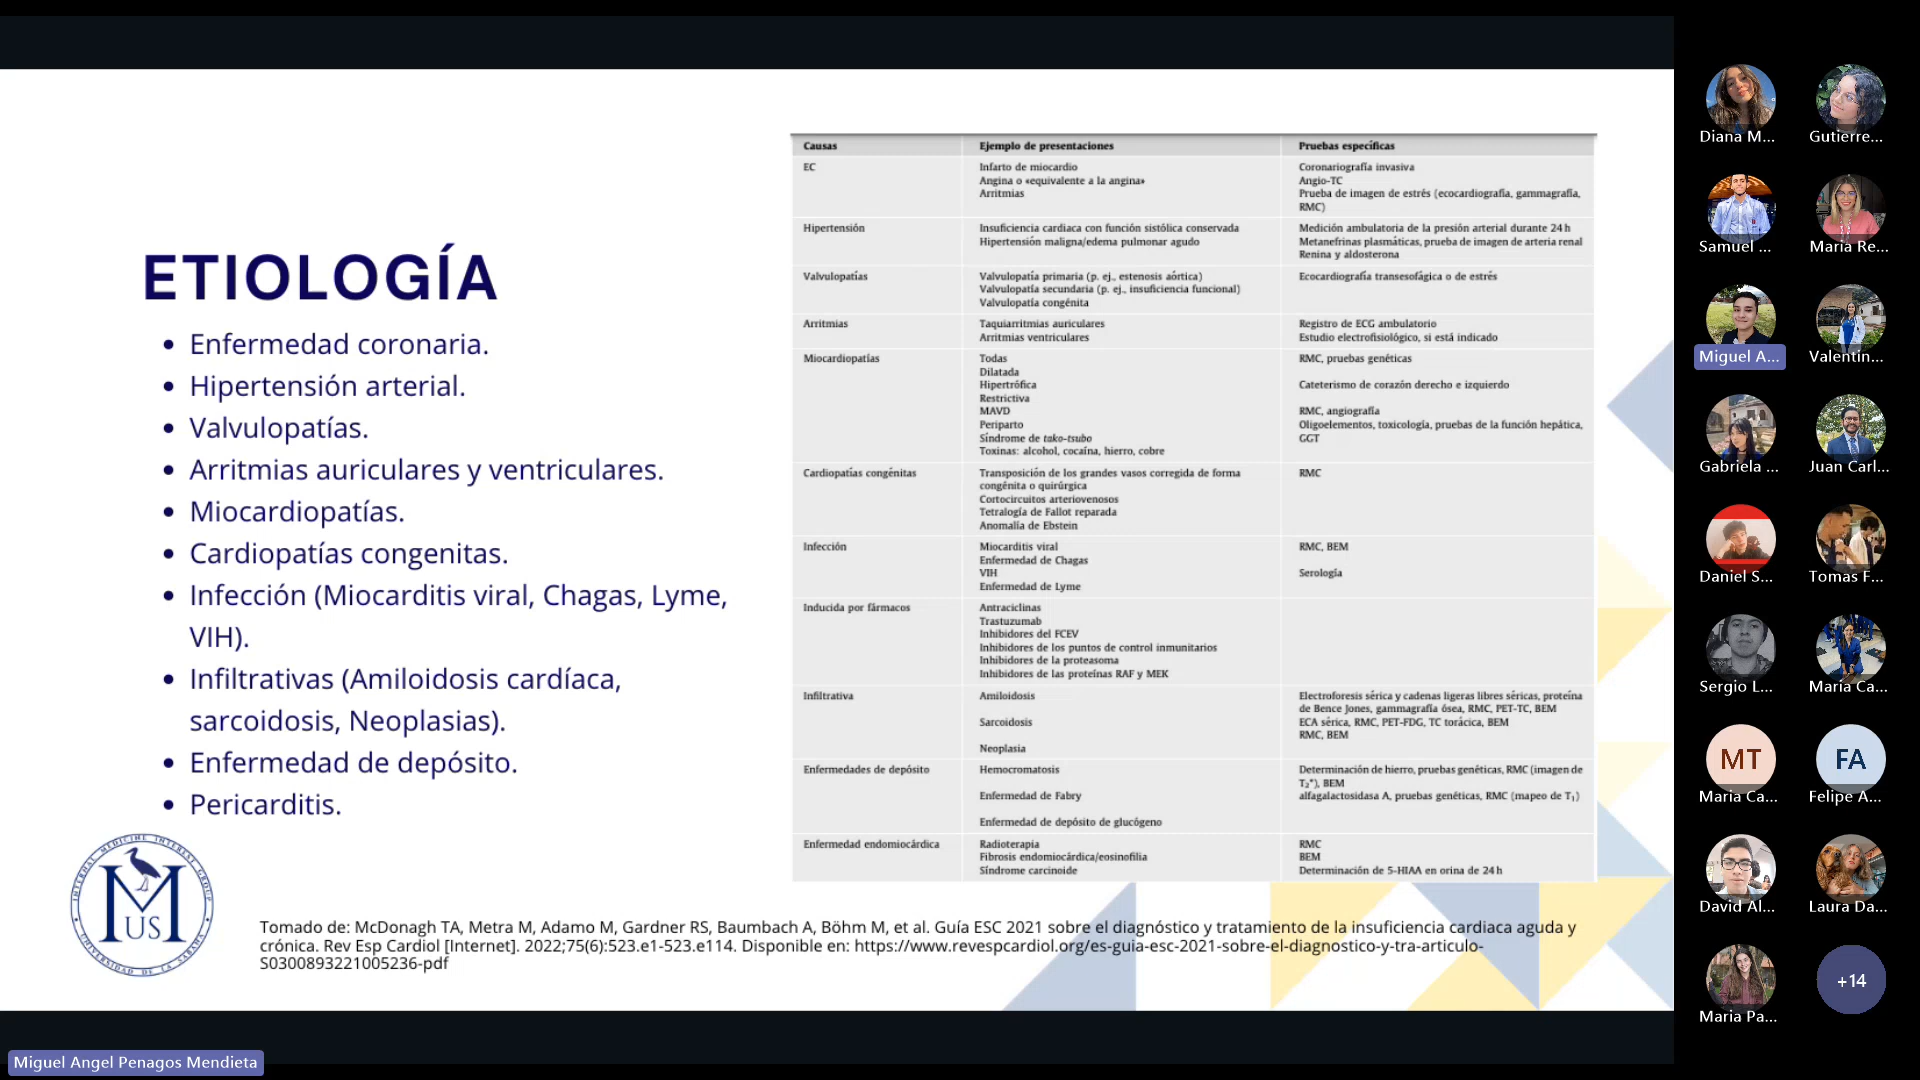 ETIOLOGÍA
Enfermedad coronaria.
Hipertensión arterial.
Valvulopatías.
Arritmias auriculares y ventriculares.
Miocardiopatías.
Cardiopatías congenitas.
Infección (Miocarditis viral, Chagas, Lyme,
VIH).
Infiltrativas (Amiloidosis cardíaca,
sarcoidosis, Neoplasias).
Enfermedad de depósito.
Pericarditis.
Causas Ejemplo de presentaciones Pruebas específicas
EC Infarto de miocardio Coronariografía invasiva
Angina o «equivalente a la angina» Angio-TC
Arritmias Prueba de imagen de estrés (ecocardiografía, gammagrafía,
RMC)
Hipertensión Insuficiencia cardiaca con función sistólica conservada Medición ambulatoria de la presión arterial durante 24 h
Hipertensión maligna/edema pulmonar agudo Metanefrinas plasmáticas, prueba de imagen de arteria renal
Renina y aldosterona
Valvulopatías Valvulopatía primaria (p. ej., estenosis aórtica) Ecocardiografía transesofágica o de estrés
Valvulopatía secundaria (p. ej., insuficiencia funcional)
Valvulopatía congénita
Arritmias Taquiarritmias auriculares Registro de ECG ambulatorio
Arritmias ventriculares Estudio electrofisiológico, si está indicado
Miocardiopatías Todas RMC, pruebas genéticas
Dilatada
Hipertrófica Cateterismo de corazón derecho e izquierdo
Restrictiva
MAVD RMC, angiografía
Periparto Oligoelementos, toxicología, pruebas de la función hepática,
Síndrome de tako-tsubo GGT
Toxinas: alcohol, cocaína, hierro, cobre
Cardiopatías congénitas Transposición de los grandes vasos corregida de forma RMC
congénita o quirúrgica
Cortocircuitos arteriovenosos
Tetralogía de Fallot reparada
Anomalía de Ebstein
Infección Miocarditis viral RMC, BEM
Enfermedad de Chagas
VIH Serología
Enfermedad de Lyme
Inducida por fármacos Antraciclinas
Trastuzumab
Inhibidores del FCEV
Inhibidores de los puntos de control inmunitarios
Inhibidores de la proteasoma
Inhibidores de las proteínas RAF y MEK
Infiltrativa Amiloidosis Electroforesis sérica y cadenas ligeras libres séricas, proteína
de Bence Jones, gammagrafía ósea, RMC, PET-TC, BEM
Sarcoidosis ECA sérica, RMC, PET-FDG, TC torácica, BEM
RMC, BEM
Neoplasia
Enfermedades de depósito Hemocromatosis Determinación de hierro, pruebas genéticas, RMC (imagen de
T2*), BEM
Enfermedad de Fabry alfagalactosidasa A, pruebas genéticas, RMC (mapeo de T1)
Enfermedad de depósito de glucógeno
Enfermedad endomiocárdica Radioterapia RMC
Fibrosis endomiocárdica/eosinofilia BEM
Síndrome carcinoide Determinación de 5-HIAA en orina de 24 h
INTERNAL MEDICINE INTEREST GROUP
M
US
UNIVERSIDAD DE LA SABANA
Tomado de: McDonagh TA, Metra M, Adamo M, Gardner RS, Baumbach A, Böhm M, et al. Guía ESC 2021 sobre el diagnóstico y tratamiento de la insuficiencia cardiaca aguda y
crónica. Rev Esp Cardiol [Internet]. 2022;75(6):523.e1-523.e114. Disponible en: https://www.revespcardiol.org/es-guia-esc-2021-sobre-el-diagnostico-y-tra-articulo-
S0300893221005236-pdf
Miguel Angel Penagos Mendieta
Diana M... Gutierre...
Samuel ... Maria Re...
Miguel A... Valentin...
Gabriela ... Juan Carl...
Daniel S... Tomas F...
Sergio L... María Ca...
MT FA
Maria Ca... Felipe A...
David Al... Laura Da...
Maria Pa... +14